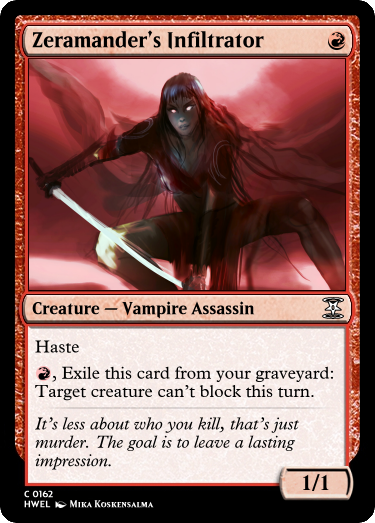 Zeramander's Infiltrator
Creature — Vampire Assassin
Haste
, Exile this card from your graveyard:
Target creature can't block this turn.
It's less about who you kill, that's just
murder. The goal is to leave a lasting
impression.
1/1
C 0162
HWEL Mika Koskensalma